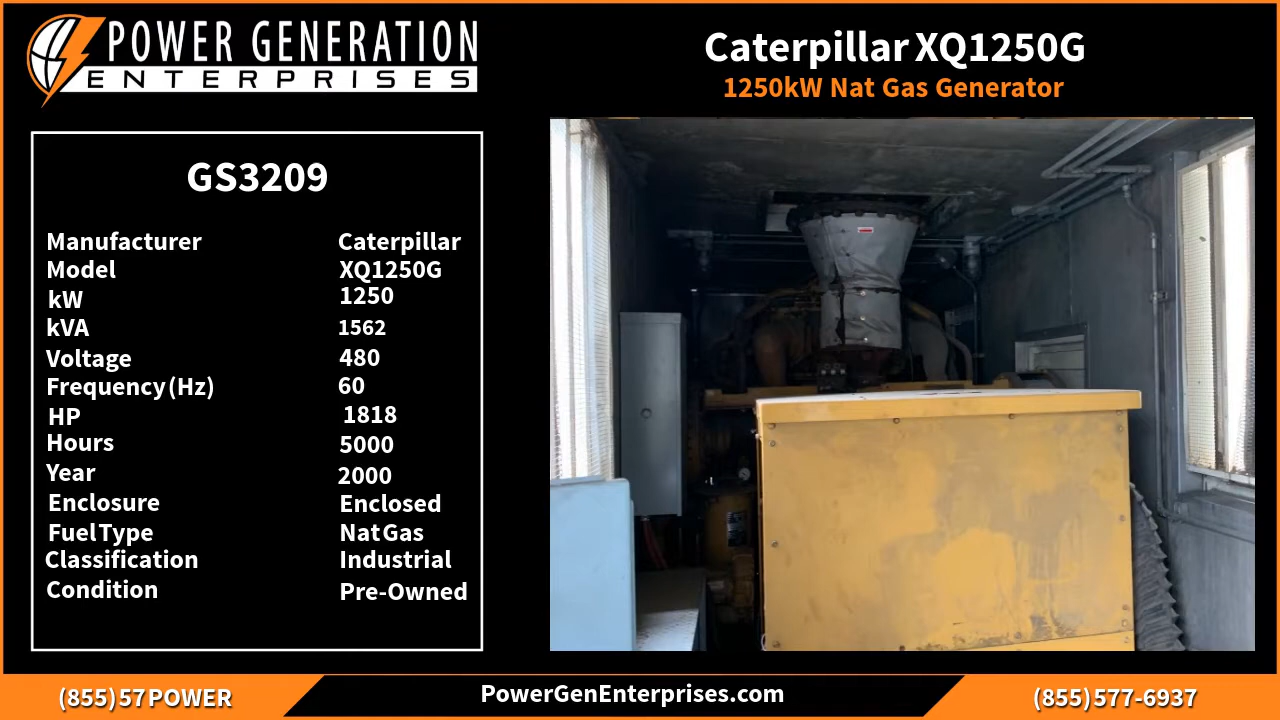 POWER GENERATION
ENTERPRISES
Caterpillar XQ1250G
1250kW Nat Gas Generator
GS3209
Manufacturer Caterpillar
Model XQ1250G
kW 1250
kVA 1562
Voltage 480
Frequency (Hz) 60
HP 1818
Hours 5000
Year 2000
Enclosure Enclosed
Fuel Type Nat Gas
Classification Industrial
Condition Pre-Owned
(855) 57 POWER
PowerGenEnterprises.com
(855) 577-6937